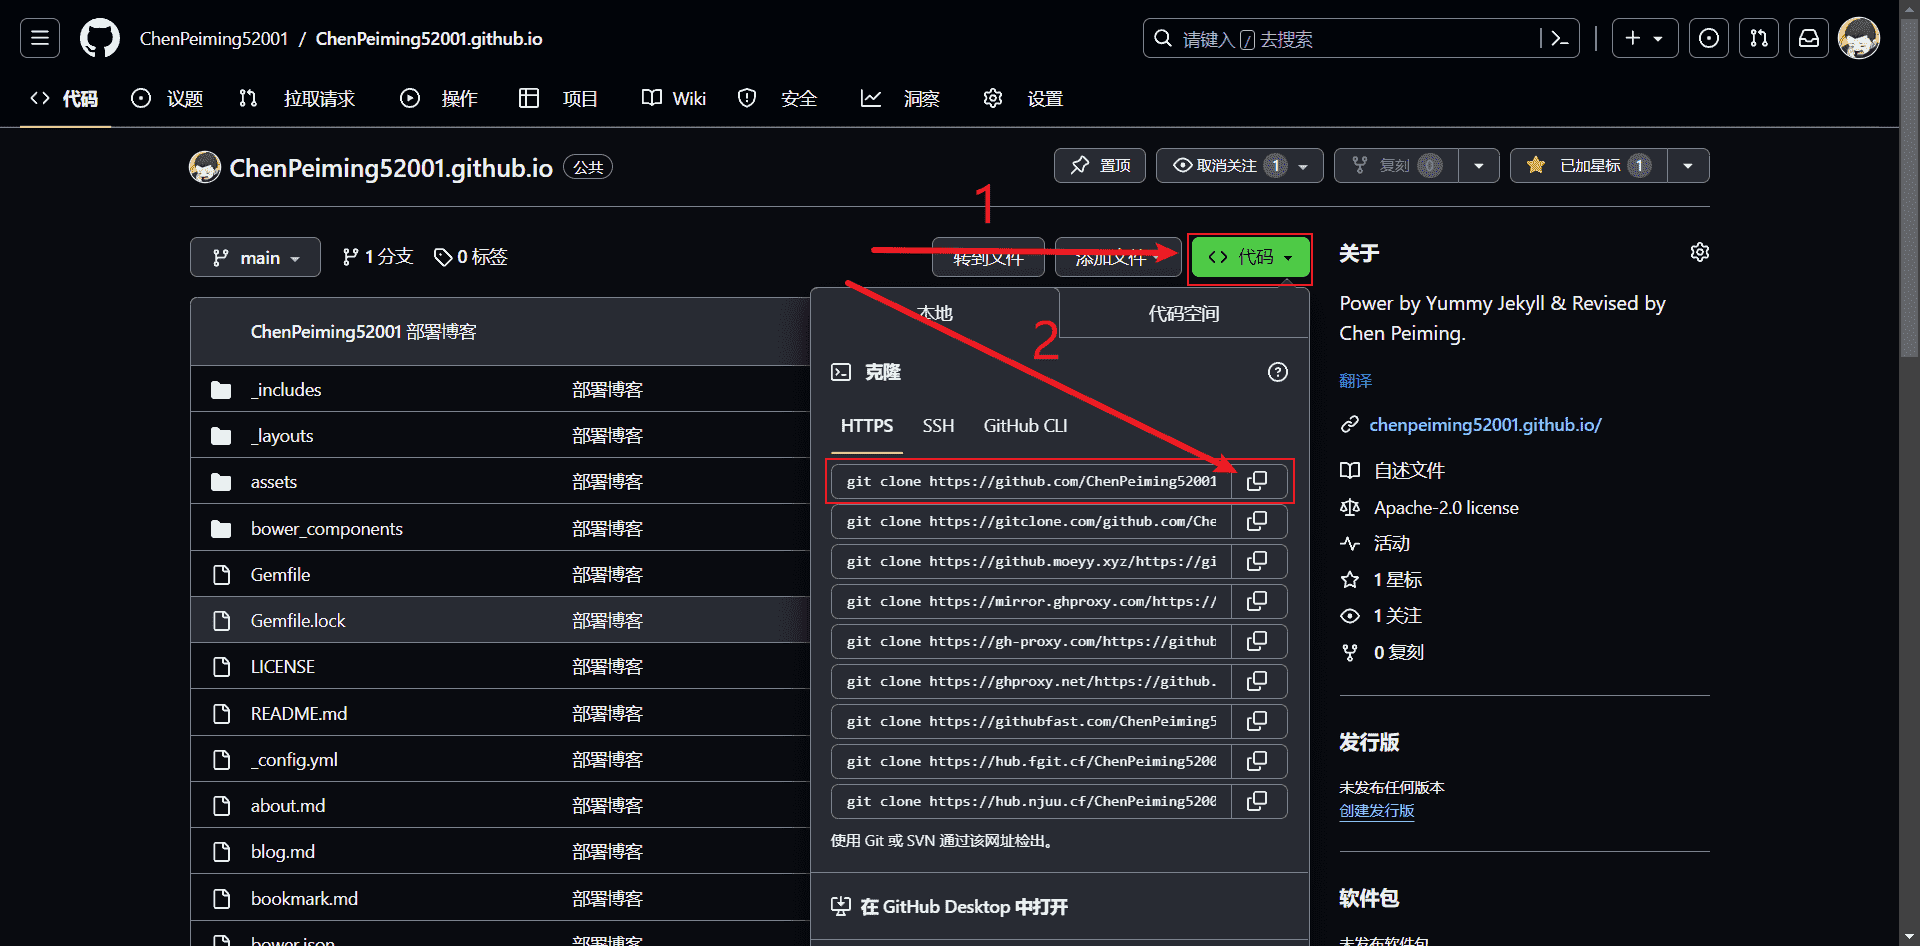 ChenPeiming52001 / ChenPeiming52001.github.io
请键入 / 去搜索
代码 议题 拉取请求 操作 项目 Wiki 安全 洞察 设置
ChenPeiming52001.github.io 公共
置顶 取消关注 1 复刻 0 已加星标 1
1
main 1 分支 0 标签
转到文件 添加文件 代码
ChenPeiming52001 部署博客
_includes 部署博客
_layouts 部署博客
assets 部署博客
bower_components 部署博客
Gemfile 部署博客
Gemfile.lock 部署博客
LICENSE 部署博客
README.md 部署博客
_config.yml 部署博客
about.md 部署博客
blog.md 部署博客
bookmark.md 部署博客
bower.json 部署博客
本地 代码空间
2
克隆
HTTPS SSH GitHub CLI
git clone https://github.com/ChenPeiming52001
git clone https://gitclone.com/github.com/Che
git clone https://github.moeyy.xyz/https://gi
git clone https://mirror.ghproxy.com/https://
git clone https://gh-proxy.com/https://github
git clone https://ghproxy.net/https://github.
git clone https://githubfast.com/ChenPeiming5
git clone https://hub.fgit.cf/ChenPeiming5200
git clone https://hub.njuu.cf/ChenPeiming5200
使用 Git 或 SVN 通过该网址检出。
在 GitHub Desktop 中打开
关于
Power by Yummy Jekyll & Revised by
Chen Peiming.
翻译
chenpeiming52001.github.io/
自述文件
Apache-2.0 license
活动
1 星标
1 关注
0 复刻
发行版
未发布任何版本
创建发行版
软件包
未发布软件包